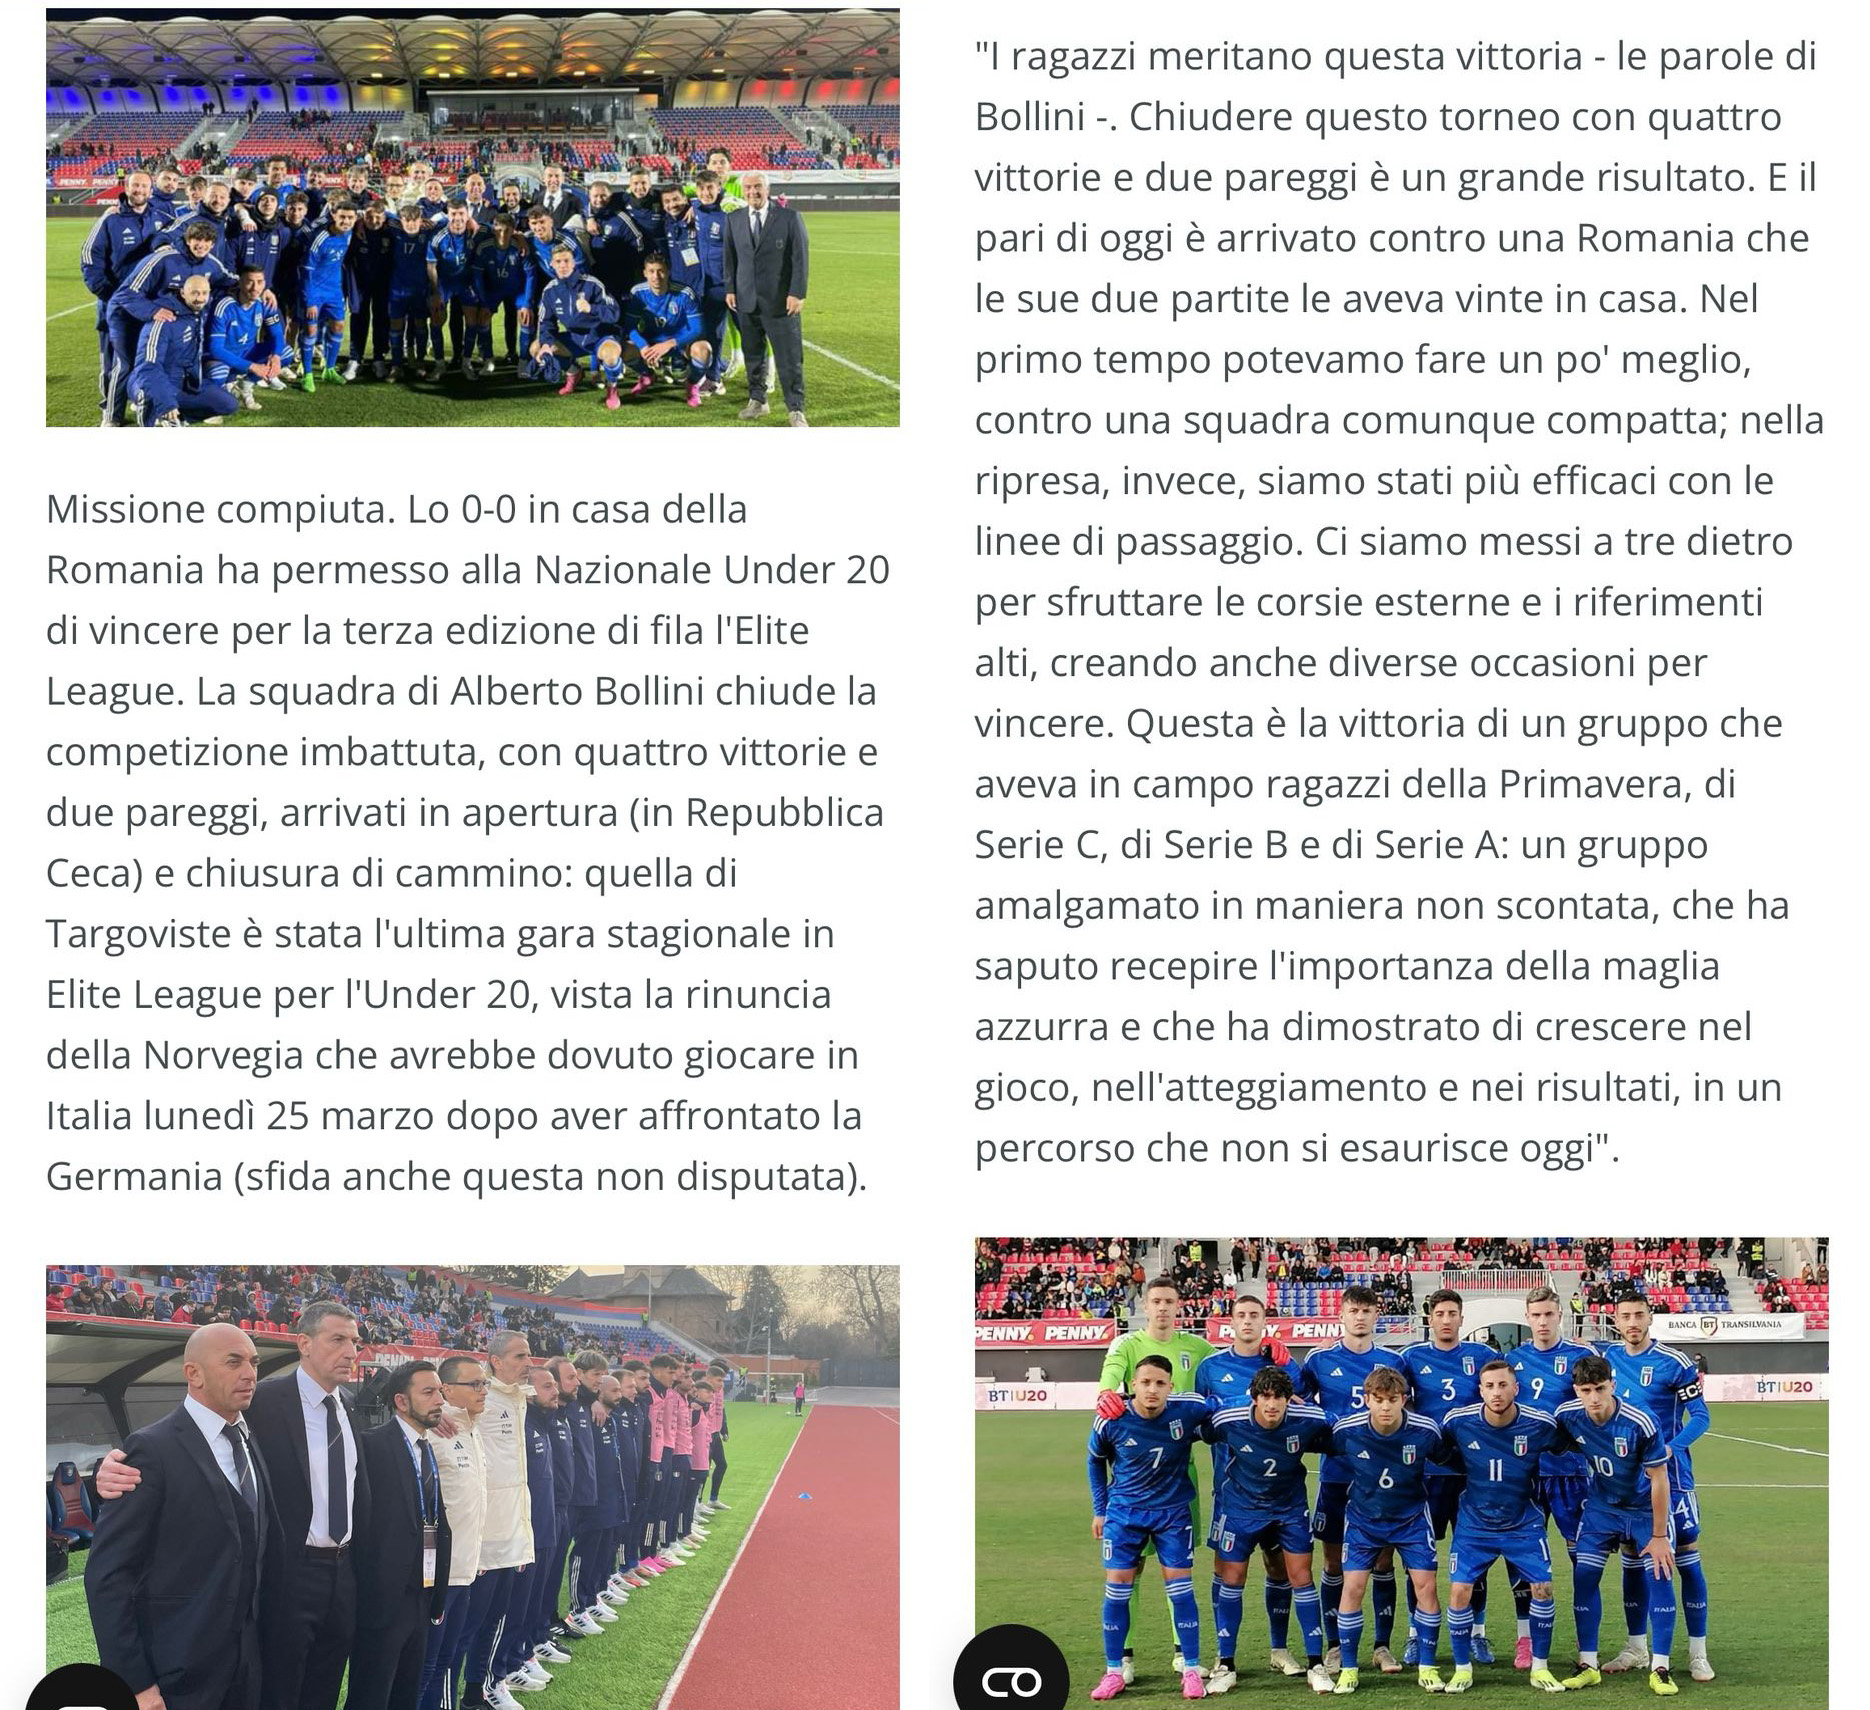 Missione compiuta. Lo 0-0 in casa della
Romania ha permesso alla Nazionale Under 20
di vincere per la terza edizione di fila l'Elite
League. La squadra di Alberto Bollini chiude la
competizione imbattuta, con quattro vittorie e
due pareggi, arrivati in apertura (in Repubblica
Ceca) e chiusura di cammino: quella di
Targoviste è stata l'ultima gara stagionale in
Elite League per l'Under 20, vista la rinuncia
della Norvegia che avrebbe dovuto giocare in
Italia lunedì 25 marzo dopo aver affrontato la
Germania (sfida anche questa non disputata).
"I ragazzi meritano questa vittoria - le parole di
Bollini -. Chiudere questo torneo con quattro
vittorie e due pareggi è un grande risultato. E il
pari di oggi è arrivato contro una Romania che
le sue due partite le aveva vinte in casa. Nel
primo tempo potevamo fare un po' meglio,
contro una squadra comunque compatta; nella
ripresa, invece, siamo stati più efficaci con le
linee di passaggio. Ci siamo messi a tre dietro
per sfruttare le corsie esterne e i riferimenti
alti, creando anche diverse occasioni per
vincere. Questa è la vittoria di un gruppo che
aveva in campo ragazzi della Primavera, di
Serie C, di Serie B e di Serie A: un gruppo
amalgamato in maniera non scontata, che ha
saputo recepire l'importanza della maglia
azzurra e che ha dimostrato di crescere nel
gioco, nell'atteggiamento e nei risultati, in un
percorso che non si esaurisce oggi".
PENNY. PENNY. PENNY
BANCA BT TRANSILVANIA
BT|U20 BT|U20
5 3 9
7 2 6 11 10